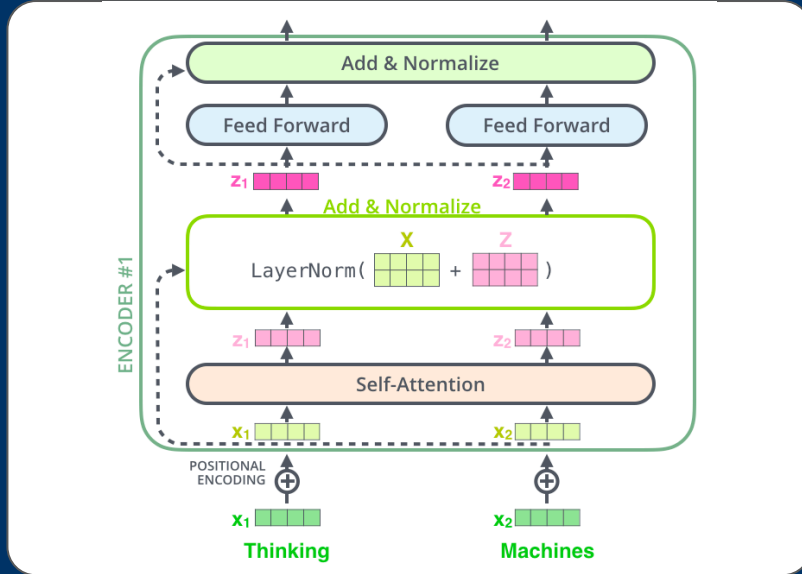 Add & Normalize
Feed Forward
Feed Forward
z1
z2
Add & Normalize
X
Z
LayerNorm( + )
ENCODER #1
z1
z2
Self-Attention
x1
x2
POSITIONAL
ENCODING
x1
x2
Thinking
Machines